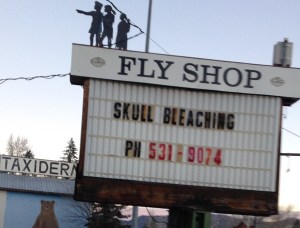 FLY SHOP
SKULL BLEACHING
PH 531-9074
TAXIDERM